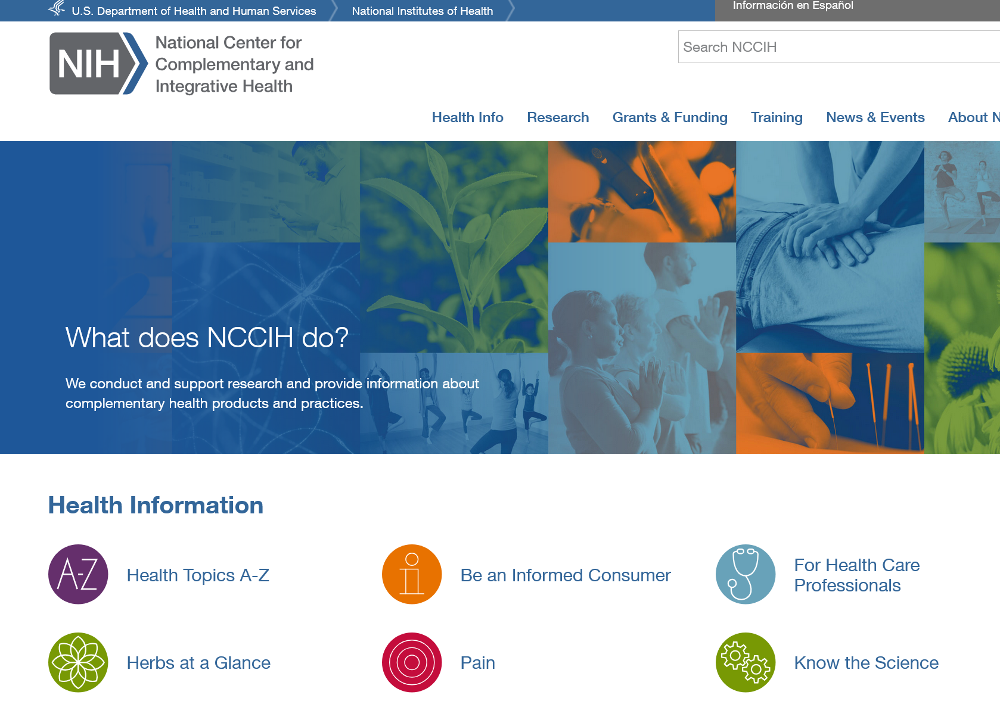 U.S. Department of Health and Human Services
National Institutes of Health
Información en Español
NIH
National Center for
Complementary and
Integrative Health
Search NCCIH
Health Info
Research
Grants & Funding
Training
News & Events
About N
What does NCCIH do?
We conduct and support research and provide information about
complementary health products and practices.
Health Information
A-Z
Health Topics A-Z
i
Be an Informed Consumer
For Health Care
Professionals
Herbs at a Glance
Pain
Know the Science